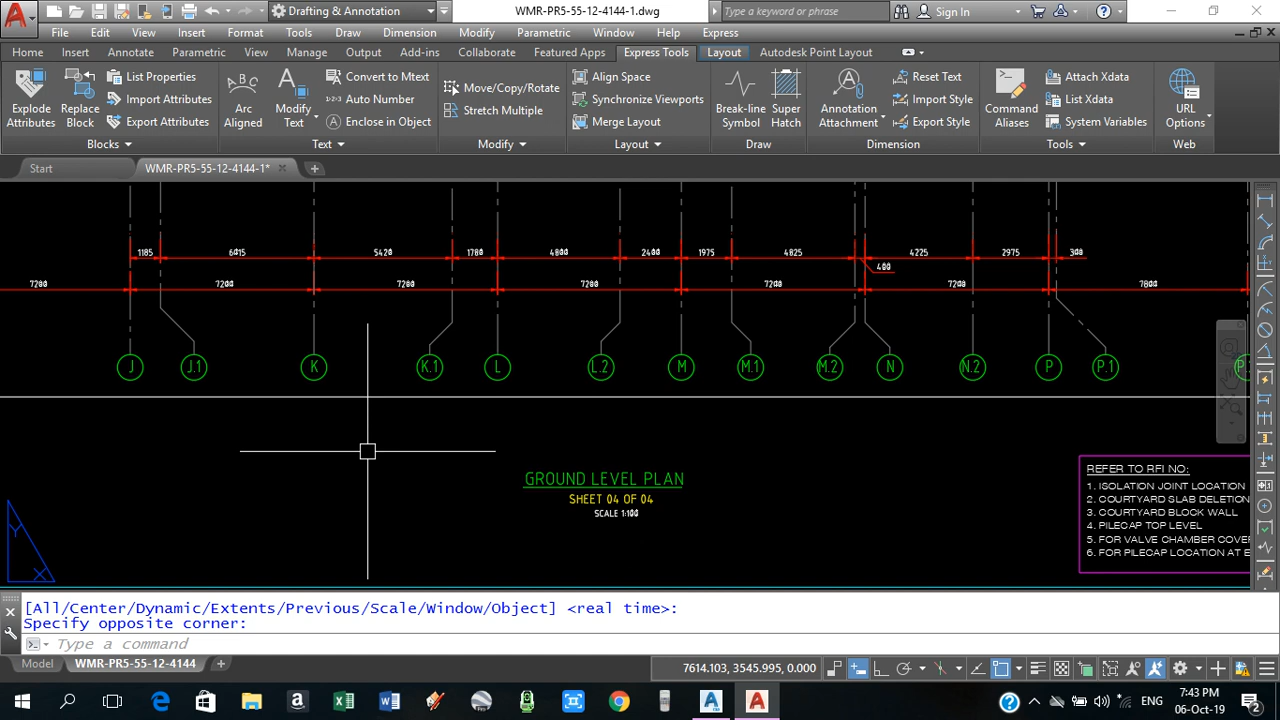 Drafting & Annotation
WMR-PR5-55-12-4144-1.dwg
Type a keyword or phrase
Sign In
File Edit View Insert Format Tools Draw Dimension Modify Parametric Window Help Express
Home Insert Annotate Parametric View Manage Output Add-ins Collaborate Featured Apps Express Tools Layout Autodesk Point Layout
Explode Attributes
Replace Block
List Properties
Import Attributes
Export Attributes
Arc Aligned
Modify Text
Convert to Mtext
Auto Number
Enclose in Object
Move/Copy/Rotate
Stretch Multiple
Align Space
Synchronize Viewports
Merge Layout
Break-line Symbol
Super Hatch
Annotation Attachment
Reset Text
Import Style
Export Style
Command Aliases
Attach Xdata
List Xdata
System Variables
URL Options
Blocks Text Modify Layout Draw Dimension Tools Web
Start WMR-PR5-55-12-4144-1*
1185 6015 5420 1780 4800 2400 1975 4825 4225 2975 300
400
7200 7200 7200 7200 7200 7200 7800
J J.1 K K.1 L L.2 M M.1 M.2 N N.2 P P.1
GROUND LEVEL PLAN
SHEET 04 OF 04
SCALE 1:100
REFER TO RFI NO:
1. ISOLATION JOINT LOCATION
2. COURTYARD SLAB DELETION
3. COURTYARD BLOCK WALL
4. PILECAP TOP LEVEL
5. FOR VALVE CHAMBER COVE
6. FOR PILECAP LOCATION AT E
Y
X
[All/Center/Dynamic/Extents/Previous/Scale/Window/Object] <real time>:
Specify opposite corner:
Type a command
Model WMR-PR5-55-12-4144
7614.103, 3545.995, 0.000
ENG
7:43 PM
06-Oct-19
2